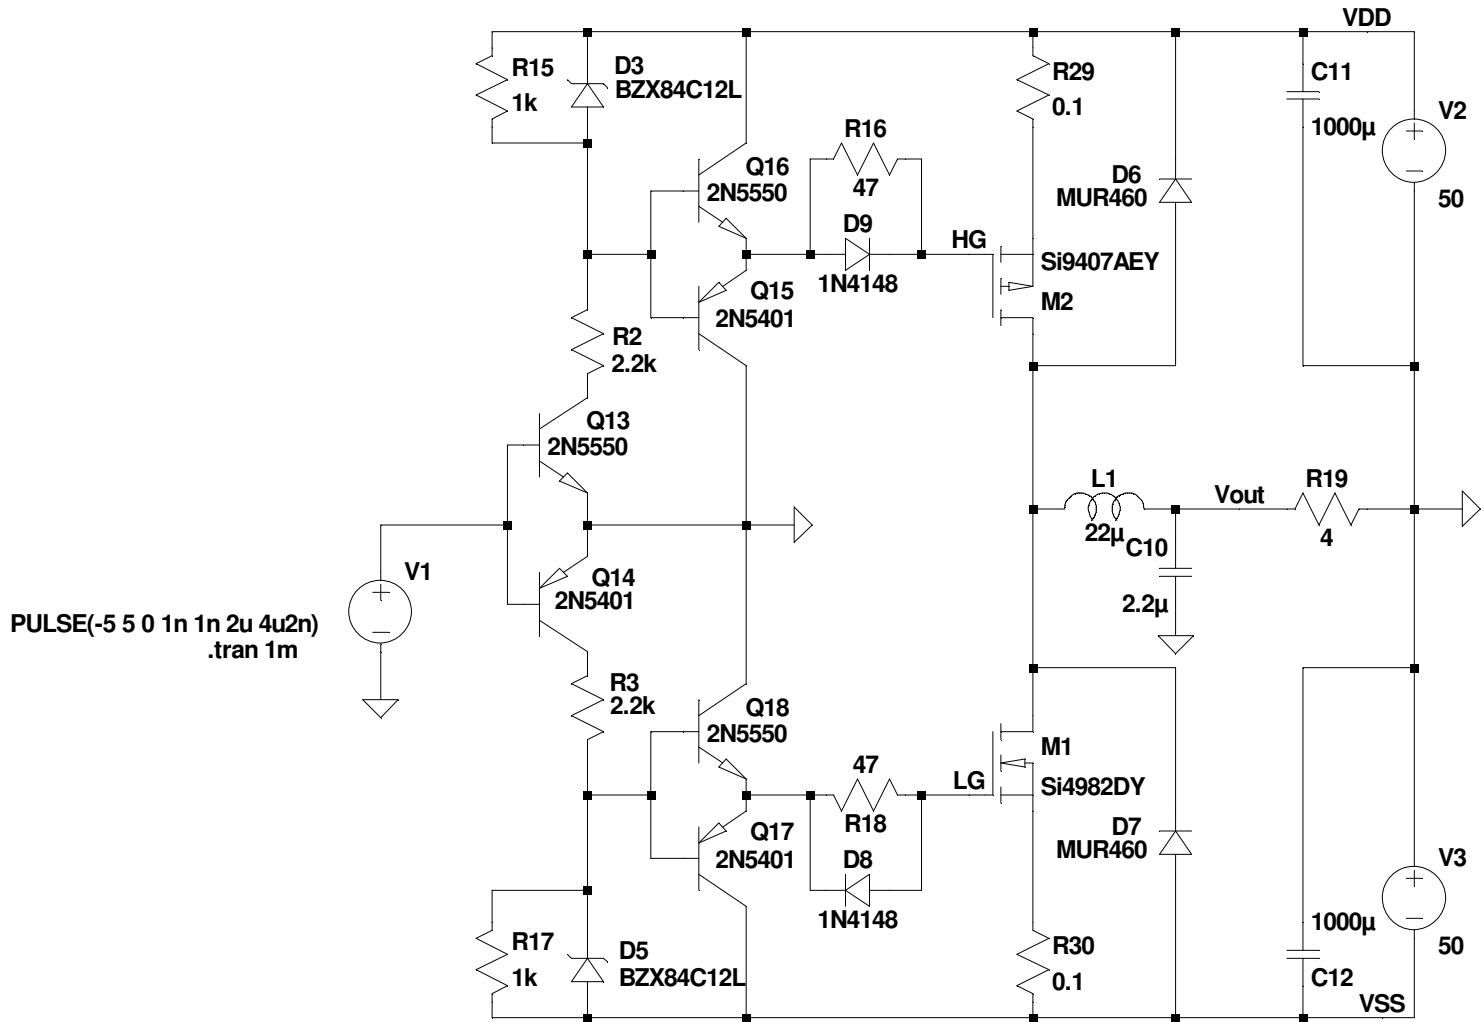 VDD
R15
1k
D3
BZX84C12L
R29
0.1
C11
1000µ
V2
50
R16
47
Q16
2N5550
D6
MUR460
D9
1N4148
HG
Si9407AEY
M2
Q15
2N5401
R2
2.2k
Q13
2N5550
L1
22µ
Vout
R19
4
C10
2.2µ
V1
PULSE(-5 5 0 1n 1n 2u 4u2n)
.tran 1m
Q14
2N5401
R3
2.2k
Q18
2N5550
47
R18
LG
M1
Si4982DY
Q17
2N5401
D8
1N4148
D7
MUR460
V3
50
R17
1k
D5
BZX84C12L
R30
0.1
1000µ
C12
VSS